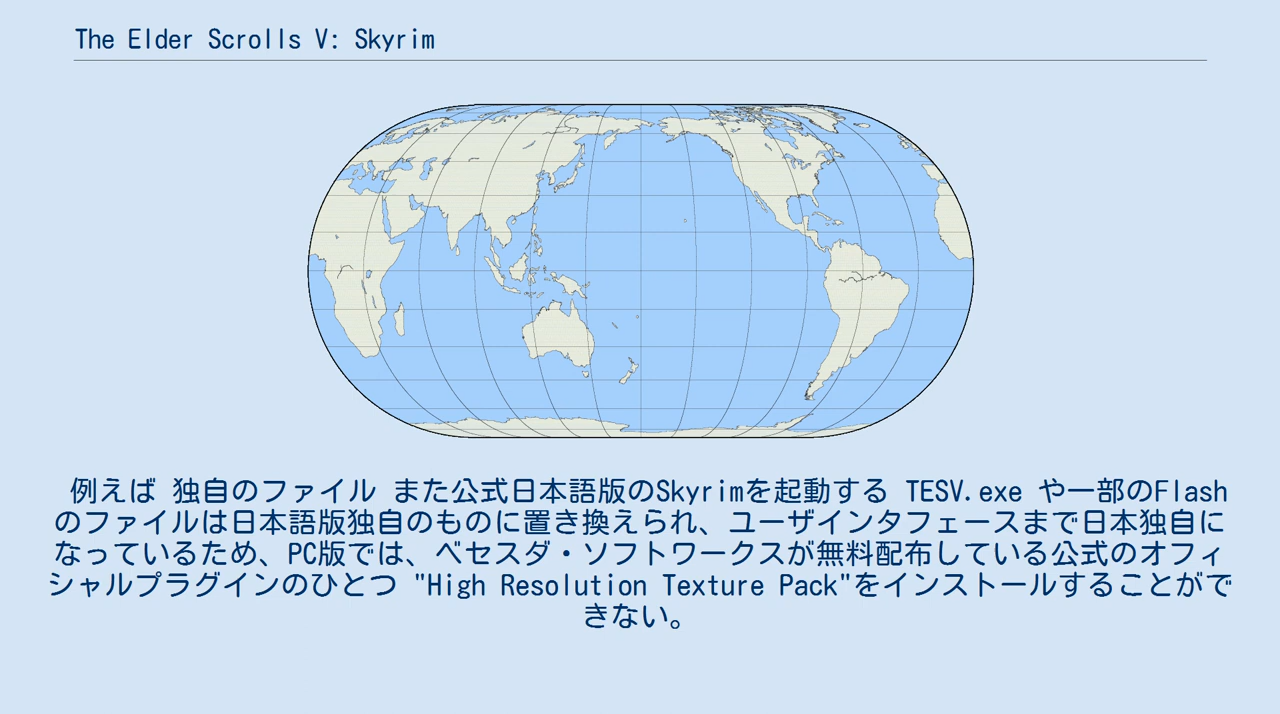 The Elder Scrolls V: Skyrim
例えば 独自のファイル また公式日本語版のSkyrimを起動する TESV.exe や一部のFlash
のファイルは日本語版独自のものに置き換えられ、ユーザインタフェースまで日本独自に
なっているため、PC版では、ベセスダ・ソフトワークスが無料配布している公式のオフィ
シャルプラグインのひとつ "High Resolution Texture Pack"をインストールすることがで
きない。